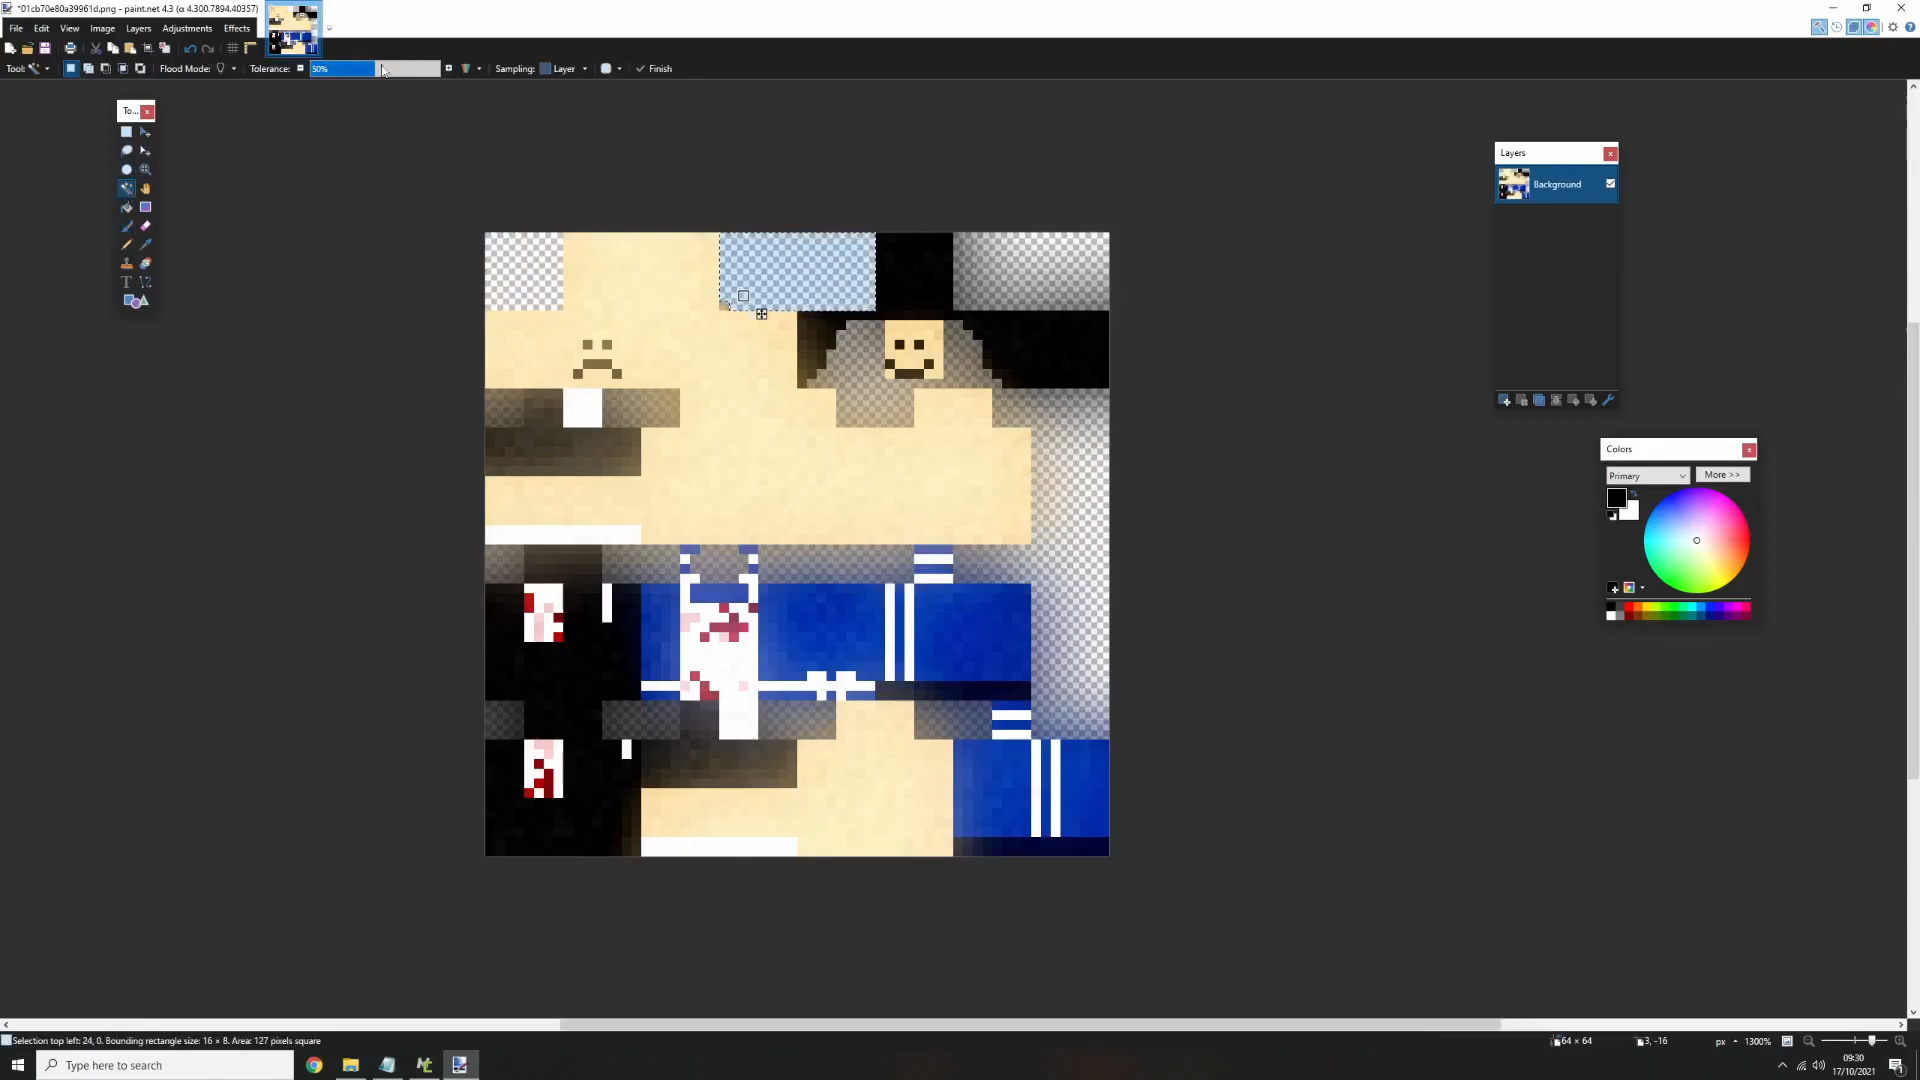 *01cb70e80a39961d.png - paint.net 4.3 (α 4.300.7894.40357)
File Edit View Image Layers Adjustments Effects
Tool: Flood Mode: Tolerance: 50% Sampling: Layer Finish
To...
Layers
Background
Colors
Primary More >>
T
Selection top left: 24, 0. Bounding rectangle size: 16 × 8. Area: 127 pixels square 64 × 64 3, -16 px 1300%
Type here to search
09:30
17/10/2021